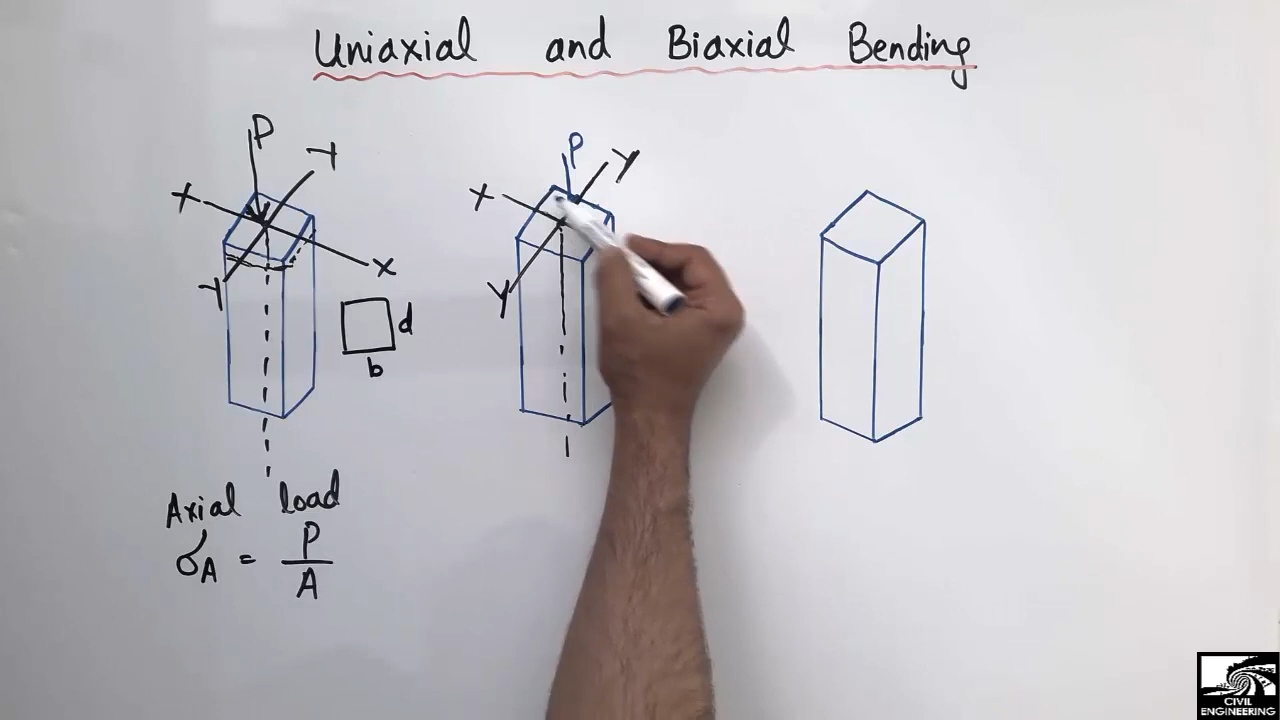 Uniaxial and Biaxial Bending
P
Y
X
X
Y
d
b
P
Y
X
Y
Axial load
σA = P
A
CIVIL
ENGINEERING